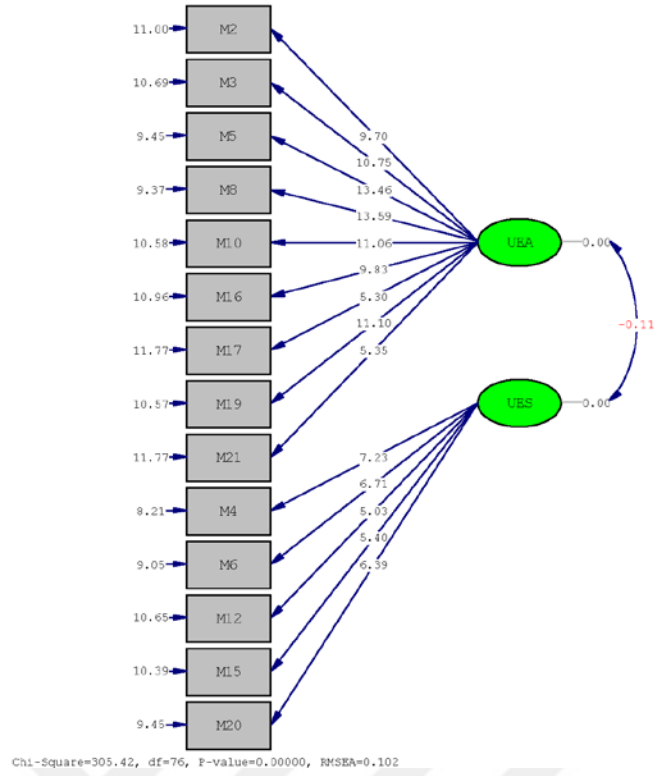 11.00 M2
10.69 M3
9.45 M5
9.37 M8
10.58 M10
10.96 M16
11.77 M17
10.57 M19
11.77 M21
8.21 M4
9.05 M6
10.65 M12
10.39 M15
9.45 M20
9.70
10.75
13.46
13.59
11.06
9.83
5.30
11.10
5.35
UEA 0.00
-0.11
UES 0.00
7.23
6.71
5.03
5.40
6.39
Chi-Square=305.42, df=76, P-value=0.00000, RMSEA=0.102